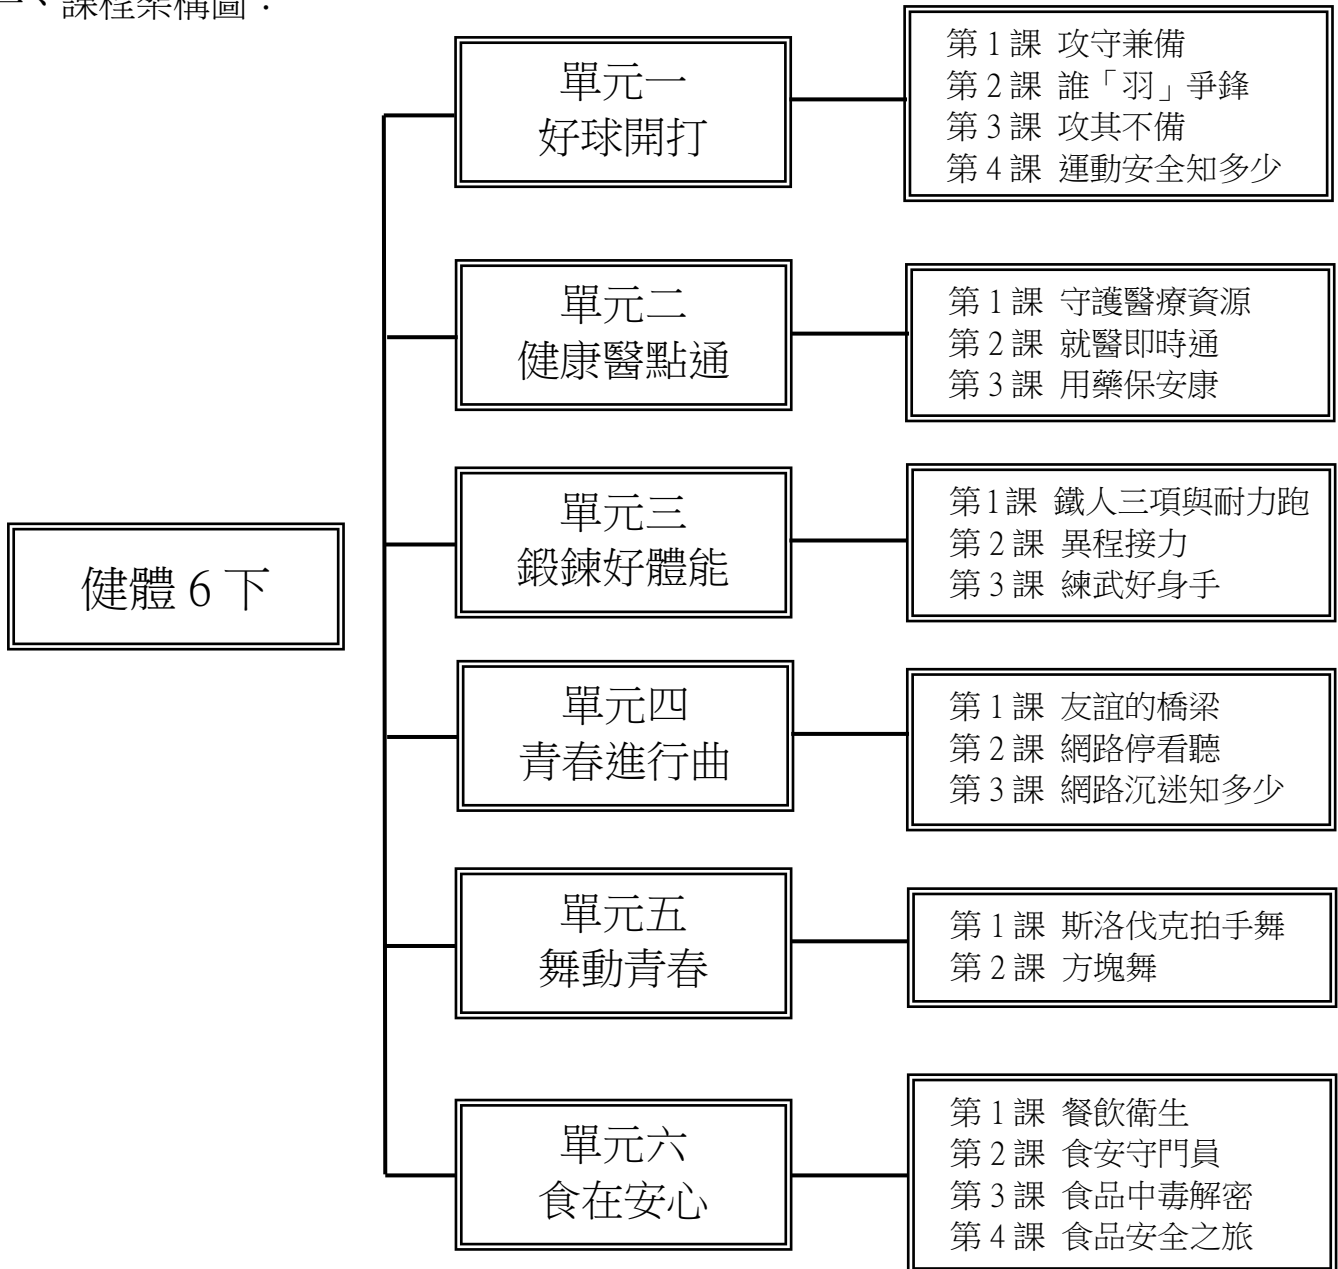 、課程架構圖：
單元一
好球開打
第 1 課 攻守兼備
第 2 課 誰「羽」爭鋒
第 3 課 攻其不備
第 4 課 運動安全知多少
單元二
健康醫點通
第 1 課 守護醫療資源
第 2 課 就醫即時通
第 3 課 用藥保安康
單元三
鍛鍊好體能
第1課 鐵人三項與耐力跑
第 2 課 異程接力
第 3 課 練武好身手
健體 6 下
單元四
青春進行曲
第 1 課 友誼的橋梁
第 2 課 網路停看聽
第 3 課 網路沉迷知多少
單元五
舞動青春
第 1 課 斯洛伐克拍手舞
第 2 課 方塊舞
單元六
食在安心
第 1 課 餐飲衛生
第 2 課 食安守門員
第 3 課 食品中毒解密
第 4 課 食品安全之旅